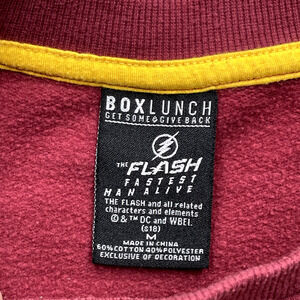 BOXLUNCH
GET SOME & GIVE BACK
THE FLASH
FASTEST
MAN ALIVE
THE FLASH and all related
characters and elements
© & ™ DC and WBEI.
(s18)
M
MADE IN CHINA
60% COTTON 40% POLYESTER
EXCLUSIVE OF DECORATION